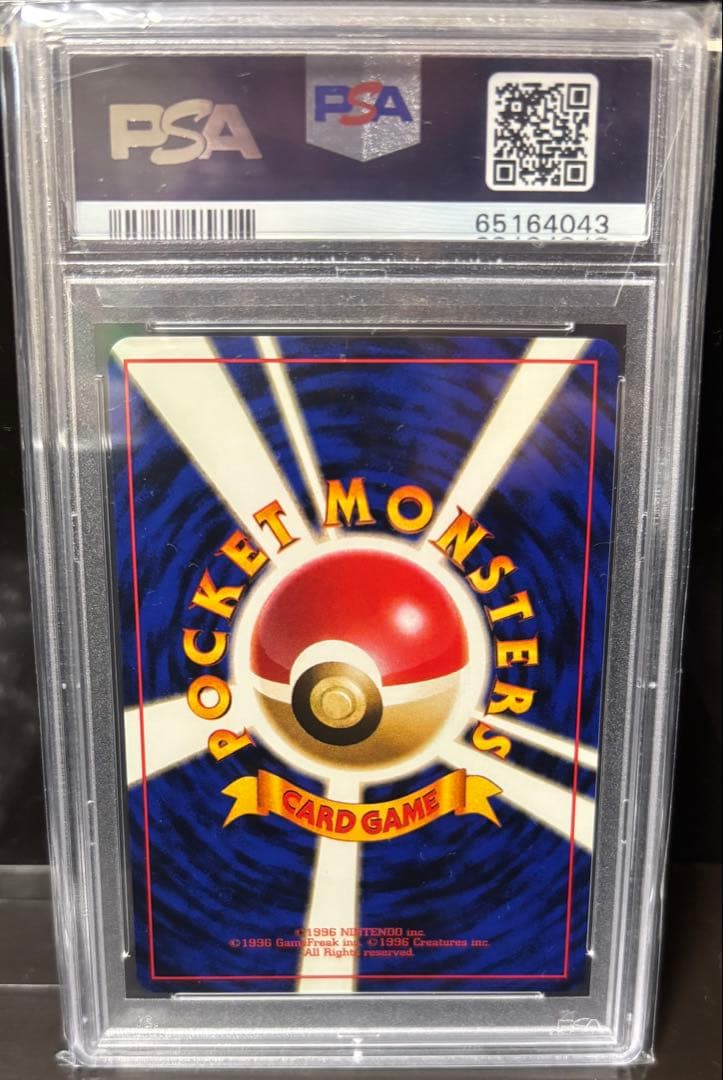 PSA
PSA
65164043
POCKET MONSTERS
CARD GAME
©1996 NINTENDO inc.
©1996 GameFreak inc. ©1996 Creatures inc.
All Rights reserved.
PSA